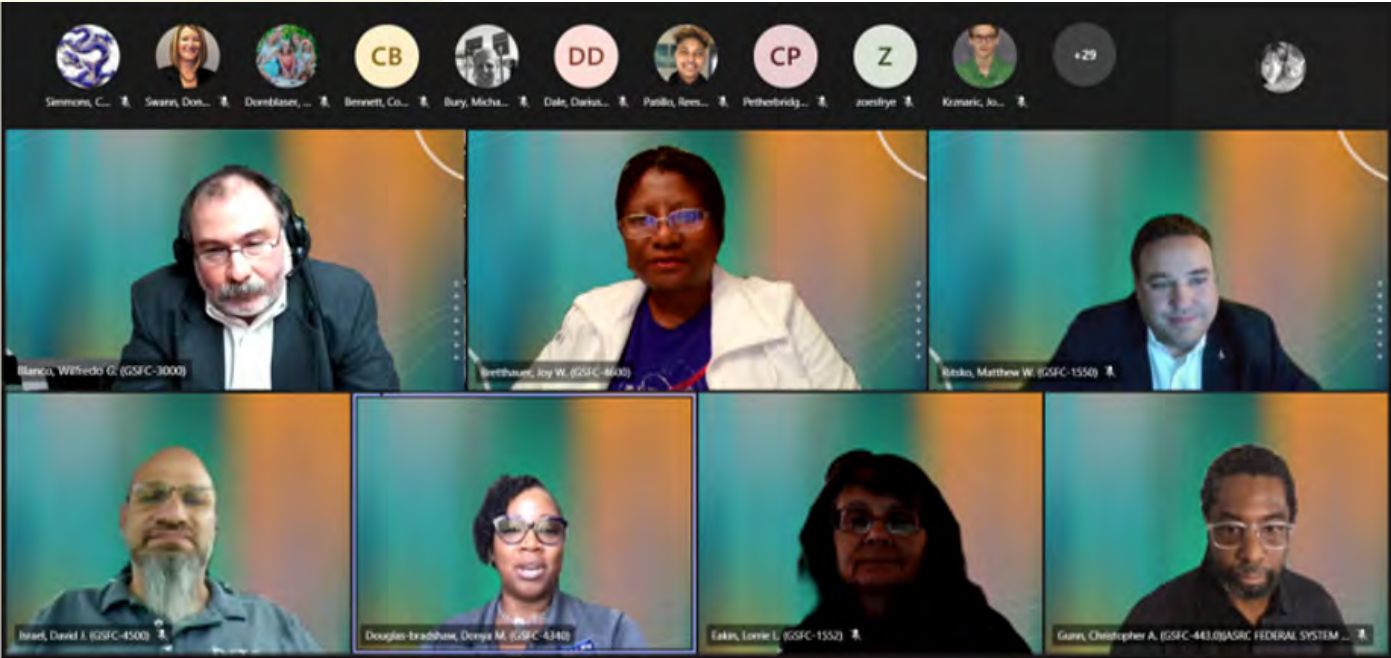 CB
DD
CP
Z
+29
Simmons, C...
Swann, Don...
Dornblaser, ...
Bennett, Co...
Bury, Micha...
Dale, Darius...
Patillo, Rees...
Petherbridg...
zoesfrye
Krzmaric, Jo...
Blanco, Wilfredo G. (GSFC-3000)
Bretthauer, Joy W. (GSFC-4600)
Ritsko, Matthew W. (GSFC-1550)
Israel, David J. (GSFC-4500)
Douglas-bradshaw, Donya M. (GSFC-4340)
Eakin, Lorrie L. (GSFC-1552)
Gunn, Christopher A. (GSFC-443.0)[ASRC FEDERAL SYSTEM ...